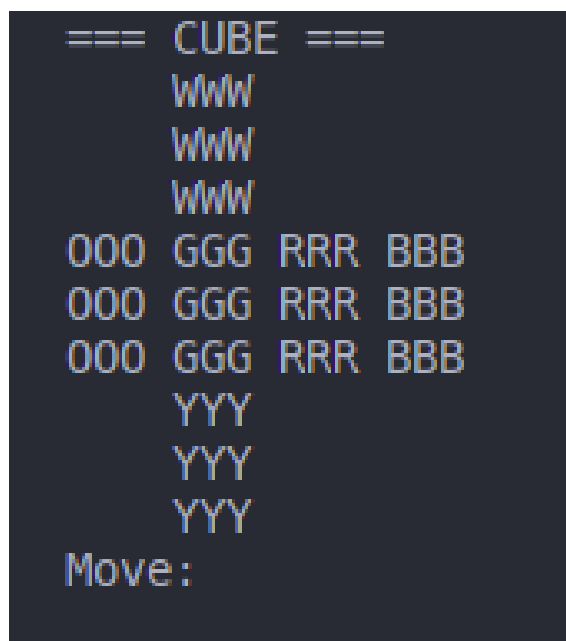 === CUBE ===
WWW
WWW
WWW
OOO GGG RRR BBB
OOO GGG RRR BBB
OOO GGG RRR BBB
YYY
YYY
YYY
Move: